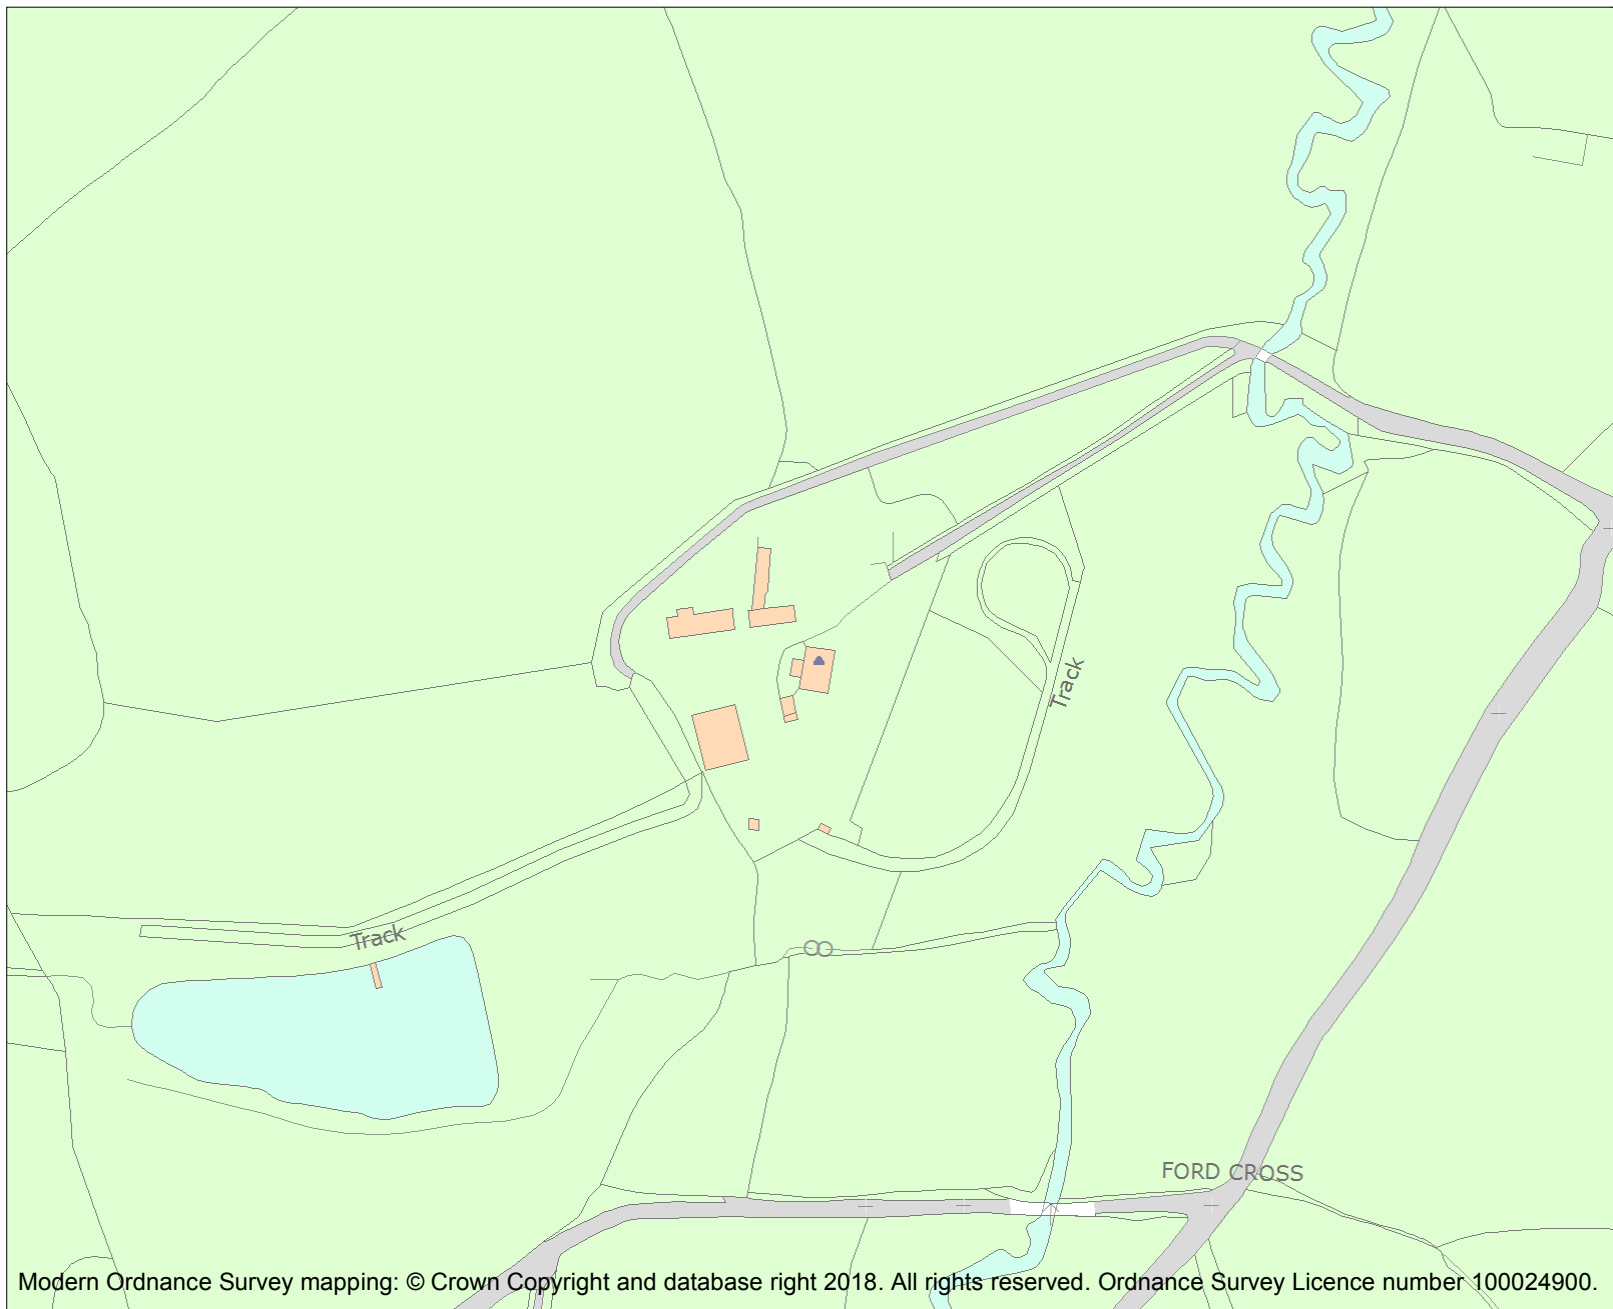 Track
Track
FORD CROSS
Modern Ordnance Survey mapping: © Crown Copyright and database right 2018. All rights reserved. Ordnance Survey Licence number 100024900.